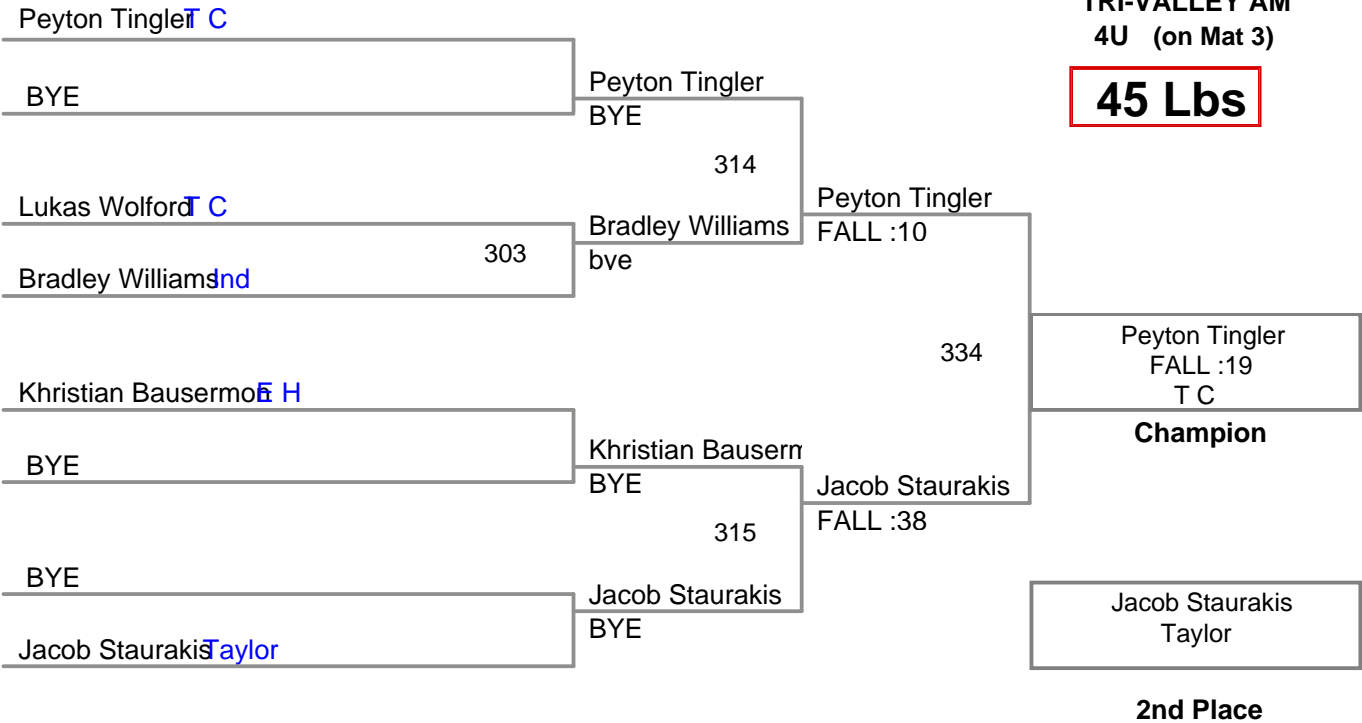 TRI-VALLEY AM
4U (on Mat 3)
45 Lbs
Peyton Tingler T C
BYE
Lukas Wolford T C
303
Bradley Williams Ind
Khristian Bausermon E H
BYE
BYE
Jacob Staurakis Taylor
Peyton Tingler
BYE
314
Bradley Williams
bye
Khristian Bauserm
BYE
315
Jacob Staurakis
BYE
Peyton Tingler
FALL :10
334
Jacob Staurakis
FALL :38
Peyton Tingler
FALL :19
T C
Champion
Jacob Staurakis
Taylor
2nd Place